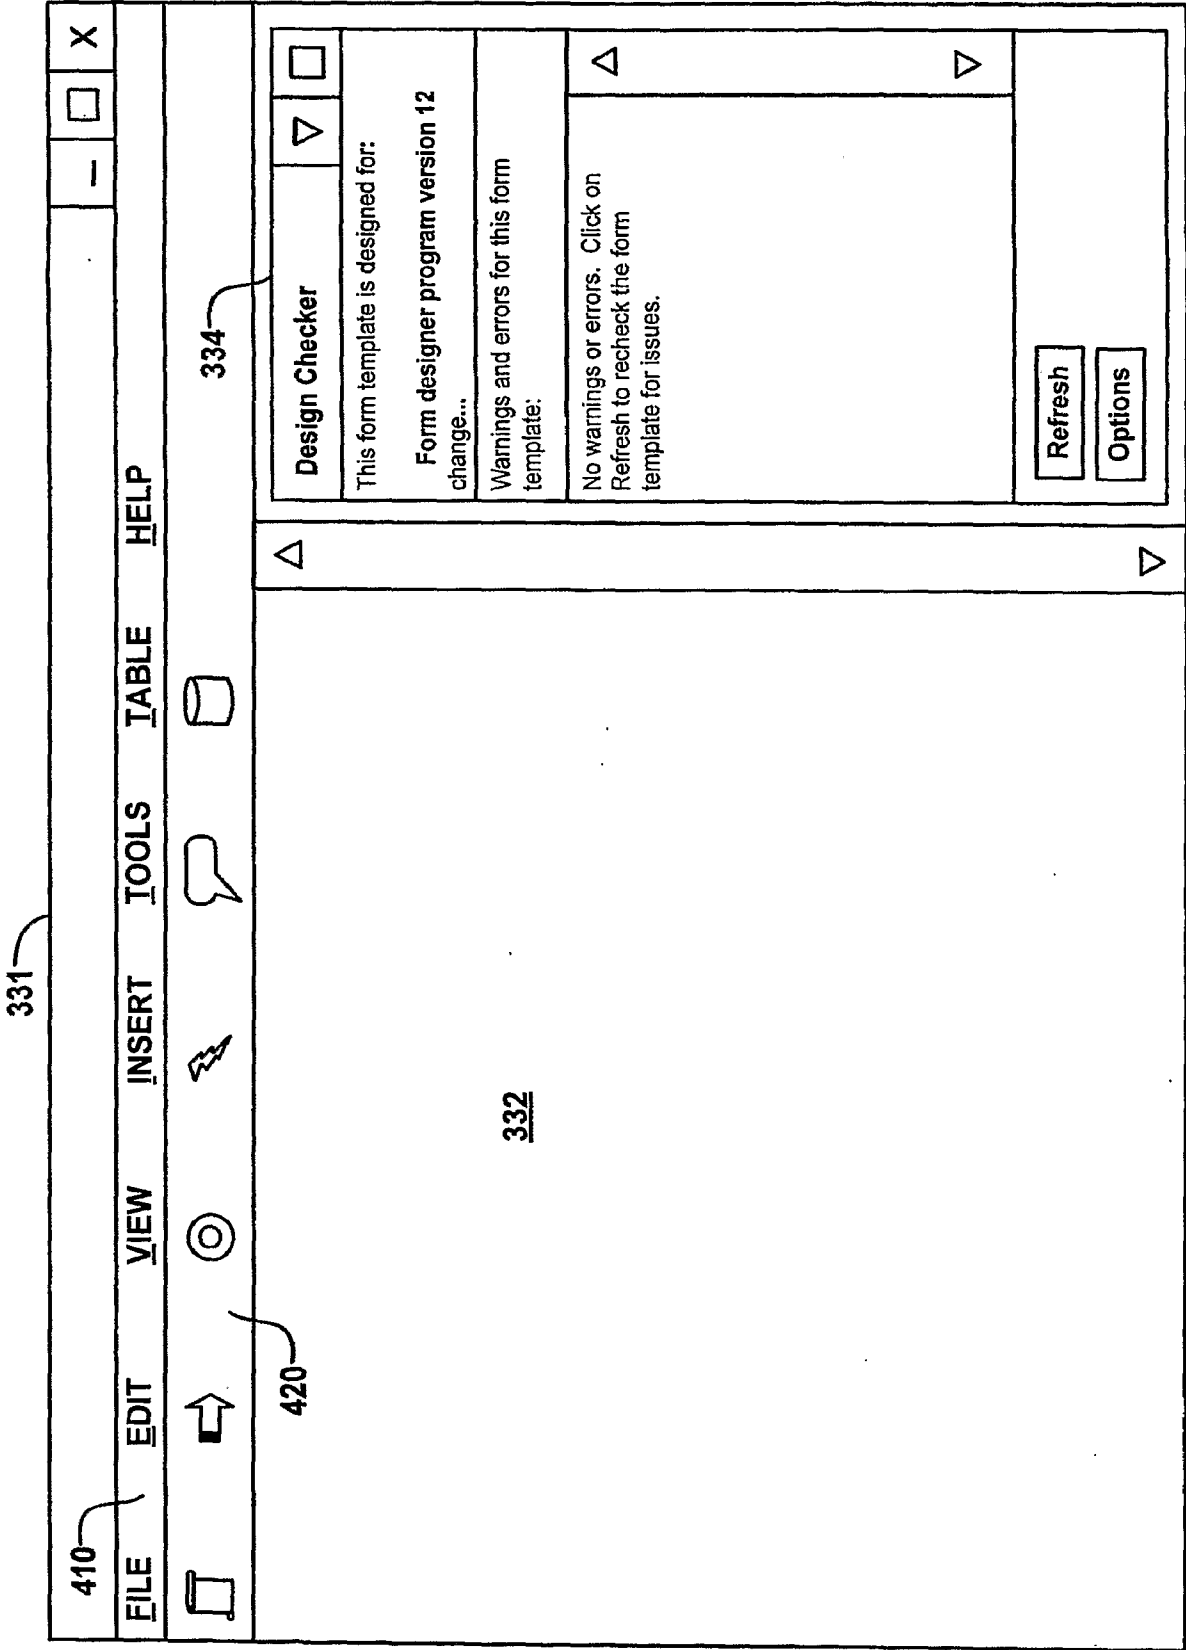 331
— □ X
410
FILE EDIT VIEW INSERT TOOLS TABLE HELP
420
334
Design Checker
This form template is designed for:
Form designer program version 12
change...
Warnings and errors for this form
template:
No warnings or errors. Click on
Refresh to recheck the form
template for issues.
Refresh
Options
332